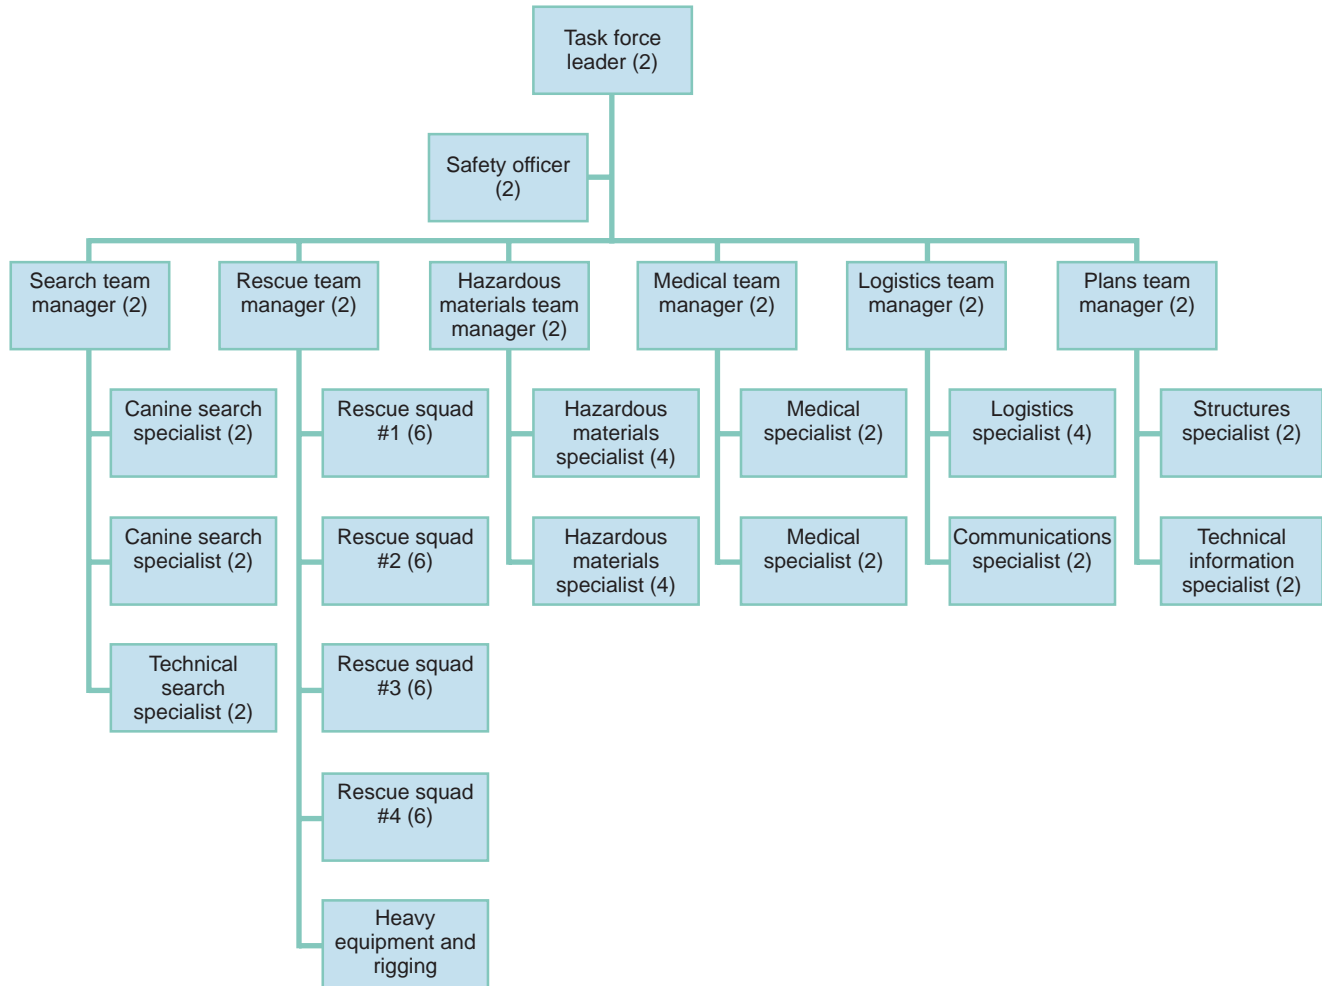 Task force
leader (2)
Safety officer
(2)
Search team
manager (2)
Rescue team
manager (2)
Hazardous
materials team
manager (2)
Medical team
manager (2)
Logistics team
manager (2)
Plans team
manager (2)
Canine search
specialist (2)
Rescue squad
#1 (6)
Hazardous
materials
specialist (4)
Medical
specialist (2)
Logistics
specialist (4)
Structures
specialist (2)
Canine search
specialist (2)
Rescue squad
#2 (6)
Hazardous
materials
specialist (4)
Medical
specialist (2)
Communications
specialist (2)
Technical
information
specialist (2)
Technical
search
specialist (2)
Rescue squad
#3 (6)
Rescue squad
#4 (6)
Heavy
equipment and
rigging